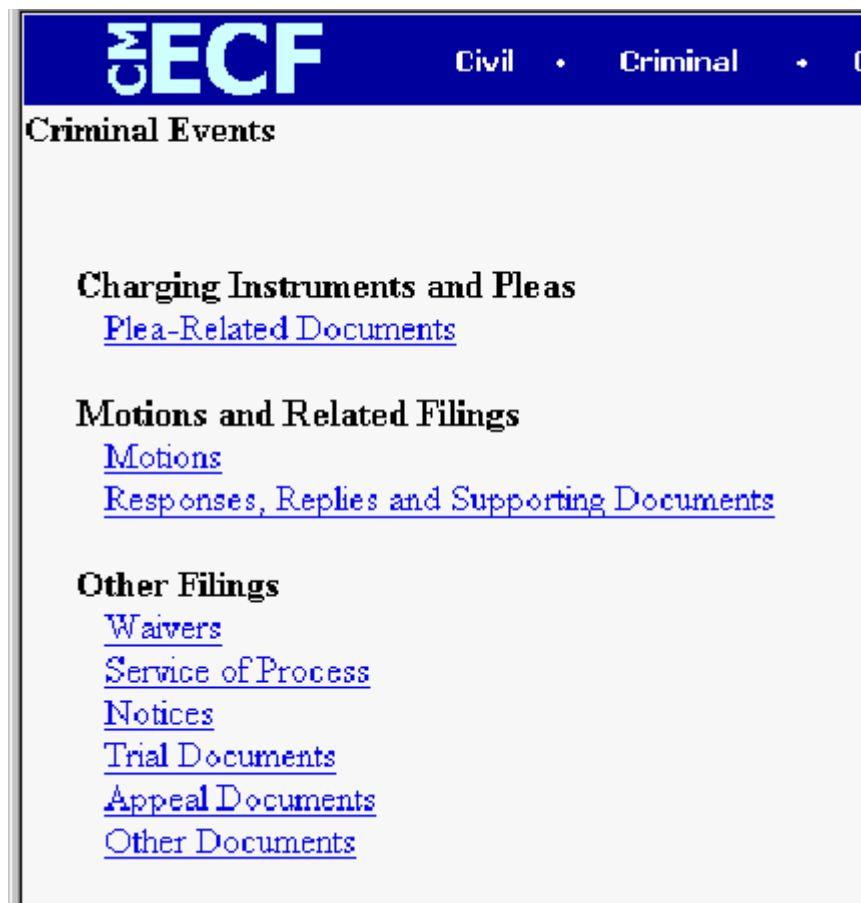 CM ECF Civil • Criminal •
Criminal Events
Charging Instruments and Pleas
Plea-Related Documents
Motions and Related Filings
Motions
Responses, Replies and Supporting Documents
Other Filings
Waivers
Service of Process
Notices
Trial Documents
Appeal Documents
Other Documents